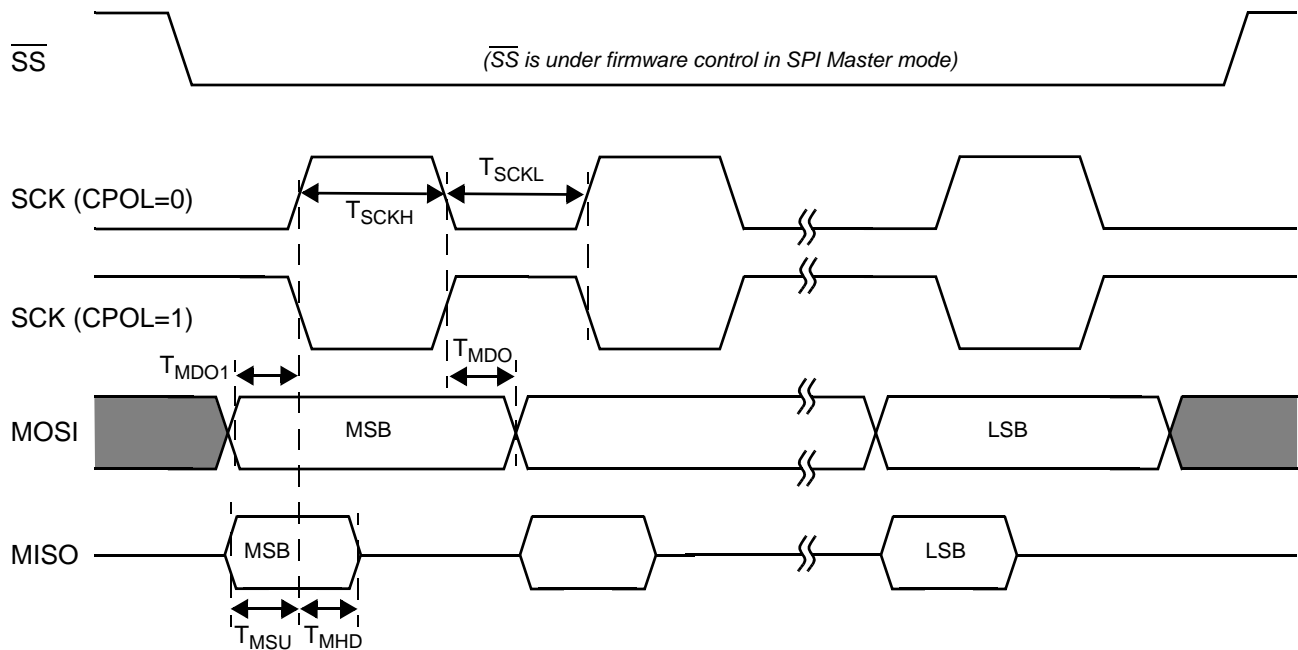 SS
(SS is under firmware control in SPI Master mode)
SCK (CPOL=0)
TSCKH
TSCKL
SCK (CPOL=1)
TMDO1
TMDO
MOSI
MSB
LSB
MISO
MSB
LSB
TMSU
TMHD